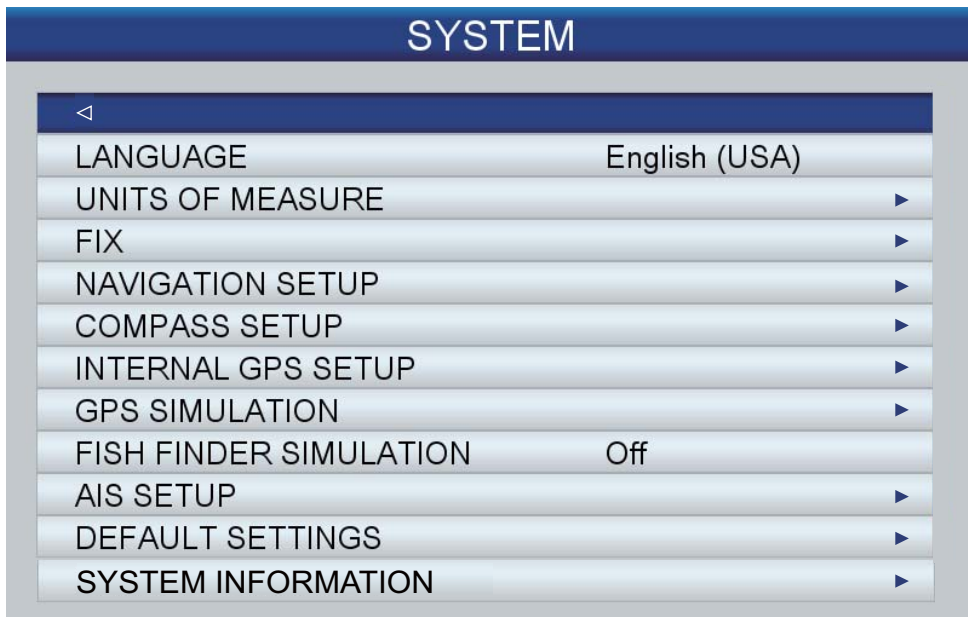 SYSTEM
LANGUAGE English (USA)
UNITS OF MEASURE
FIX
NAVIGATION SETUP
COMPASS SETUP
INTERNAL GPS SETUP
GPS SIMULATION
FISH FINDER SIMULATION Off
AIS SETUP
DEFAULT SETTINGS
SYSTEM INFORMATION